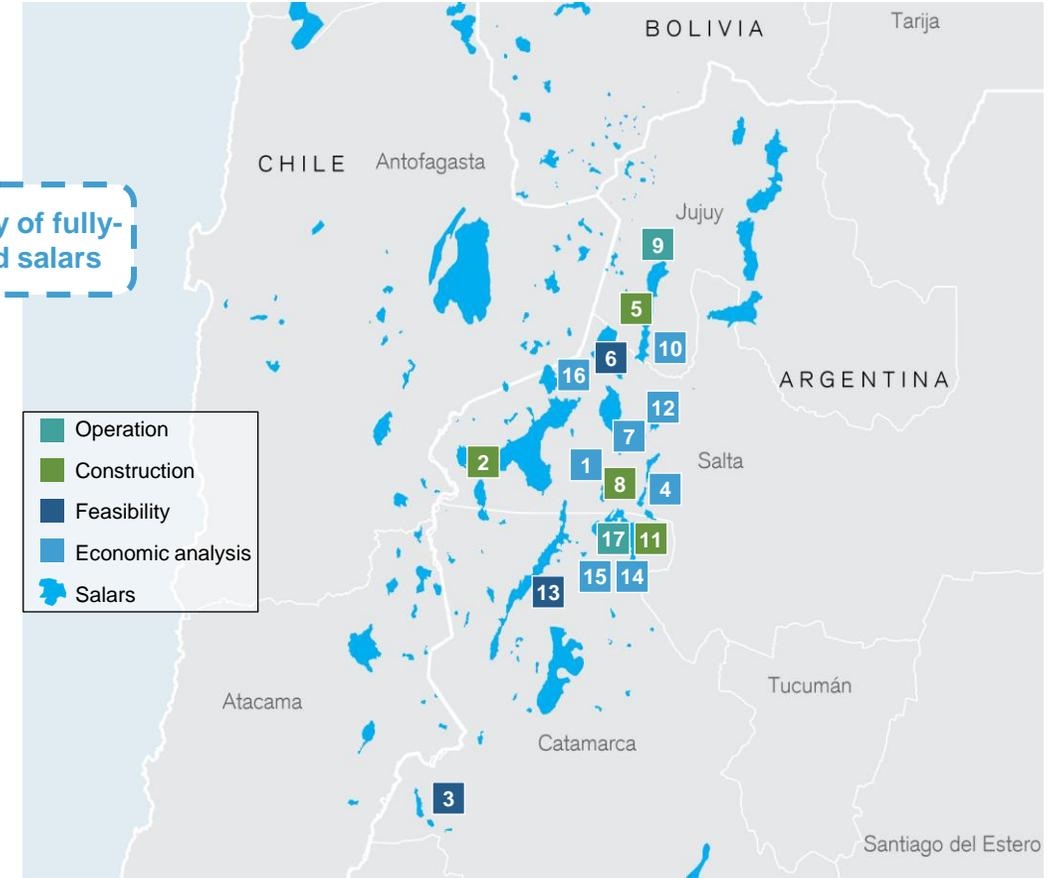 BOLIVIA
Tarija
CHILE
Antofagasta
y of fully-
d salars
Jujuy
9
5
10
6
16
ARGENTINA
12
7
Operation
Construction
Feasibility
Economic analysis
Salars
2
1
Salta
8
4
17
11
15
14
13
Tucumán
Atacama
Catamarca
3
Santiago del Estero